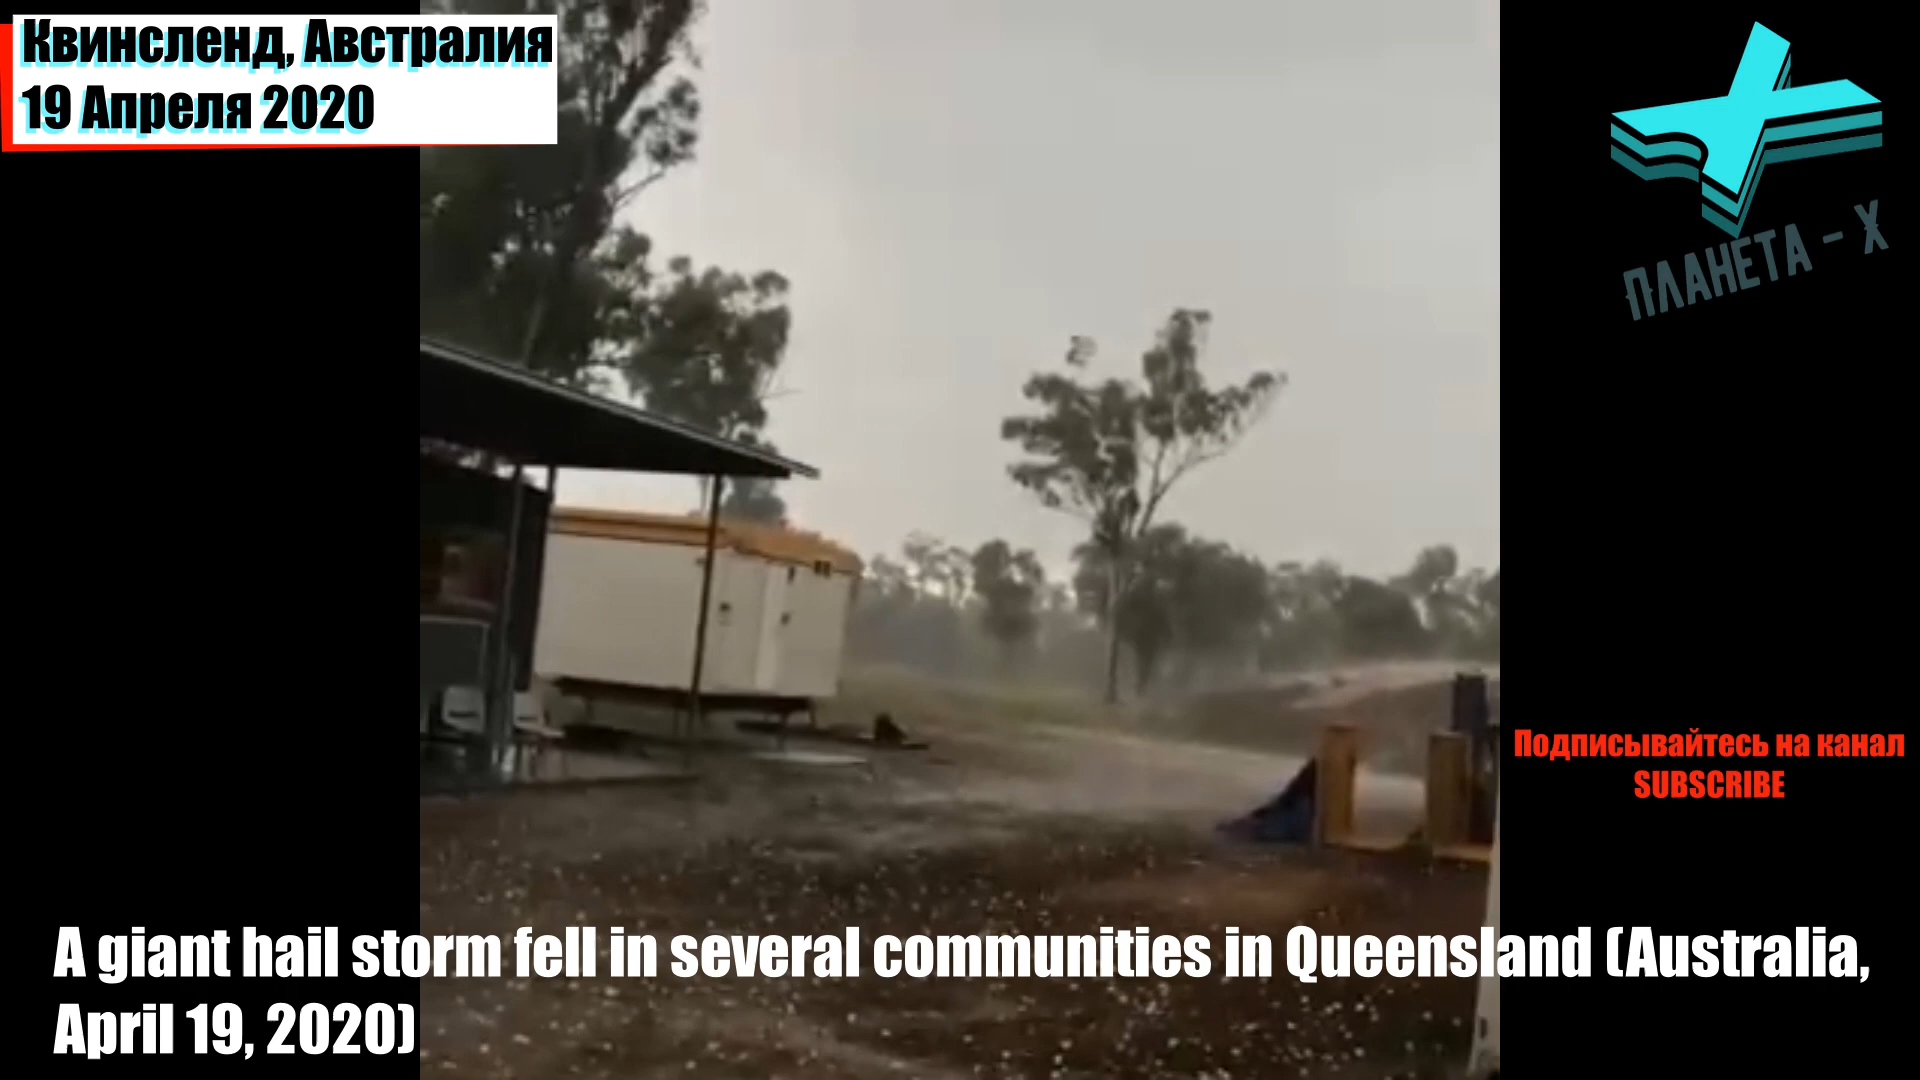 Квинсленд, Австралия
19 Апреля 2020
ПЛАНЕТА - X
Подписывайтесь на канал
SUBSCRIBE
A giant hail storm fell in several communities in Queensland (Australia,
April 19, 2020)